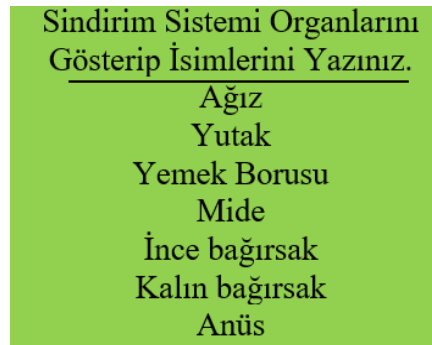 Sindirim Sistemi Organlarını
Gösterip İsimlerini Yazınız.
Ağız
Yutak
Yemek Borusu
Mide
İnce bağırsak
Kalın bağırsak
Anüs